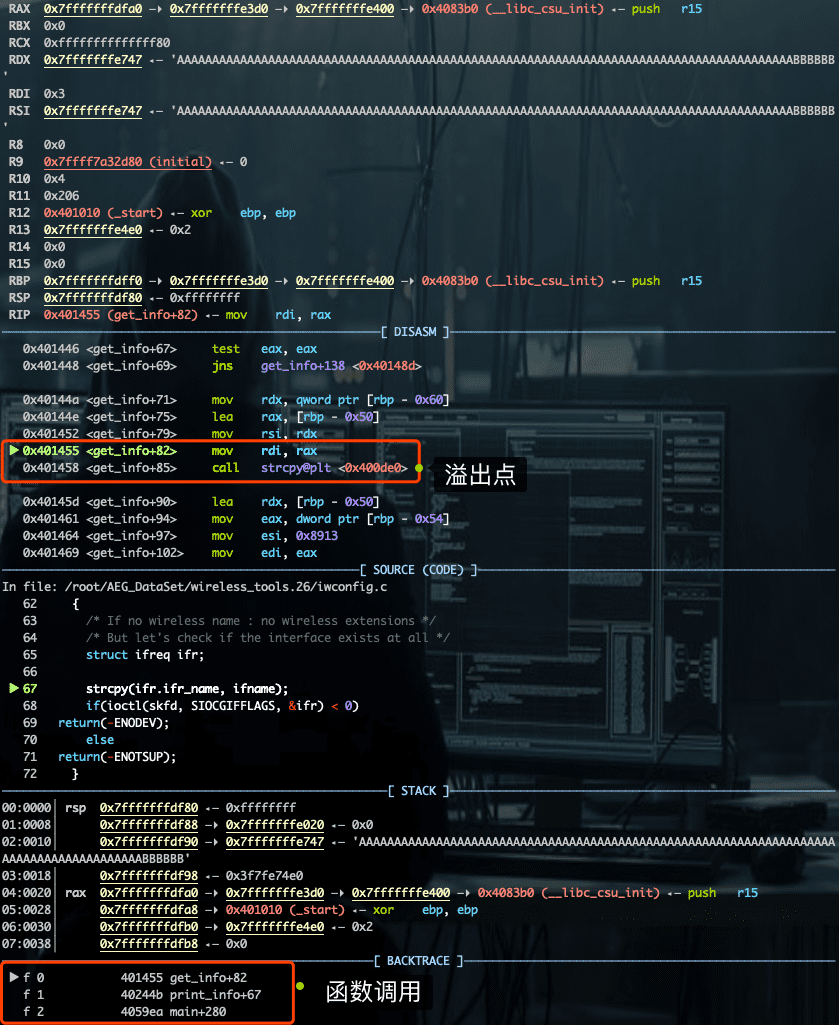 RAX 0x7fffffffdfa0 —▸ 0x7fffffffe3d0 —▸ 0x7fffffffe400 —▸ 0x4083b0 (__libc_csu_init) ◂— push r15
RBX 0x0
RCX 0xffffffffffffff80
RDX 0x7fffffffe747 ◂— 'AAAAAAAAAAAAAAAAAAAAAAAAAAAAAAAAAAAAAAAAAAAAAAAAAAAAAAAAAAAAAAAAAAAAAAAAAAAAAAAAAAAAAABBBBBB
'
RDI 0x3
RSI 0x7fffffffe747 ◂— 'AAAAAAAAAAAAAAAAAAAAAAAAAAAAAAAAAAAAAAAAAAAAAAAAAAAAAAAAAAAAAAAAAAAAAAAAAAAAAAAAAAAAAABBBBBB
'
R8 0x0
R9 0x7ffff7a32d80 (initial) ◂— 0
R10 0x4
R11 0x206
R12 0x401010 (_start) ◂— xor ebp, ebp
R13 0x7fffffffe4e0 ◂— 0x2
R14 0x0
R15 0x0
RBP 0x7fffffffdff0 —▸ 0x7fffffffe3d0 —▸ 0x7fffffffe400 —▸ 0x4083b0 (__libc_csu_init) ◂— push r15
RSP 0x7fffffffdf80 ◂— 0xffffffff
RIP 0x401455 (get_info+82) ◂— mov rdi, rax
[ DISASM ]
0x401446 <get_info+67> test eax, eax
0x401448 <get_info+69> jns get_info+138 <0x40148d>
0x40144a <get_info+71> mov rdx, qword ptr [rbp - 0x60]
0x40144e <get_info+75> lea rax, [rbp - 0x50]
0x401452 <get_info+79> mov rsi, rdx
► 0x401455 <get_info+82> mov rdi, rax
0x401458 <get_info+85> call strcpy@plt <0x400de0>
溢出点
0x40145d <get_info+90> lea rdx, [rbp - 0x50]
0x401461 <get_info+94> mov eax, dword ptr [rbp - 0x54]
0x401464 <get_info+97> mov esi, 0x8913
0x401469 <get_info+102> mov edi, eax
[ SOURCE (CODE) ]
In file: /root/AEG_DataSet/wireless_tools.26/iwconfig.c
62 {
63 /* If no wireless name : no wireless extensions */
64 /* But let's check if the interface exists at all */
65 struct ifreq ifr;
66
► 67 strcpy(ifr.ifr_name, ifname);
68 if(ioctl(skfd, SIOCGIFFLAGS, &ifr) < 0)
69 return(-ENODEV);
70 else
71 return(-ENOTSUP);
72 }
[ STACK ]
00:0000│ rsp 0x7fffffffdf80 ◂— 0xffffffff
01:0008│ 0x7fffffffdf88 —▸ 0x7fffffffe020 ◂— 0x0
02:0010│ 0x7fffffffdf90 —▸ 0x7fffffffe747 ◂— 'AAAAAAAAAAAAAAAAAAAAAAAAAAAAAAAAAAAAAAAAAAAAAAAAAAAAAAAAAAAAAAAAAA
AAAAAAAAAAAAAAAAAAAABBBBBB'
03:0018│ 0x7fffffffdf98 ◂— 0x3f7fe74e0
04:0020│ rax 0x7fffffffdfa0 —▸ 0x7fffffffe3d0 —▸ 0x7fffffffe400 —▸ 0x4083b0 (__libc_csu_init) ◂— push r15
05:0028│ 0x7fffffffdfa8 —▸ 0x401010 (_start) ◂— xor ebp, ebp
06:0030│ 0x7fffffffdfb0 —▸ 0x7fffffffe4e0 ◂— 0x2
07:0038│ 0x7fffffffdfb8 ◂— 0x0
[ BACKTRACE ]
► f 0 401455 get_info+82
f 1 40244b print_info+67
f 2 4059ea main+280
函数调用